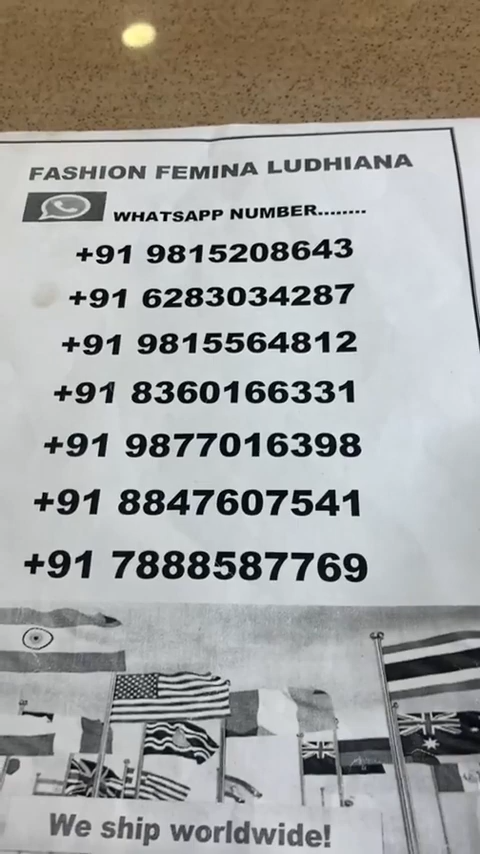 FASHION FEMINA LUDHIANA
WHATSAPP NUMBER........
+91 9815208643
+91 6283034287
+91 9815564812
+91 8360166331
+91 9877016398
+91 8847607541
+91 7888587769
We ship worldwide!